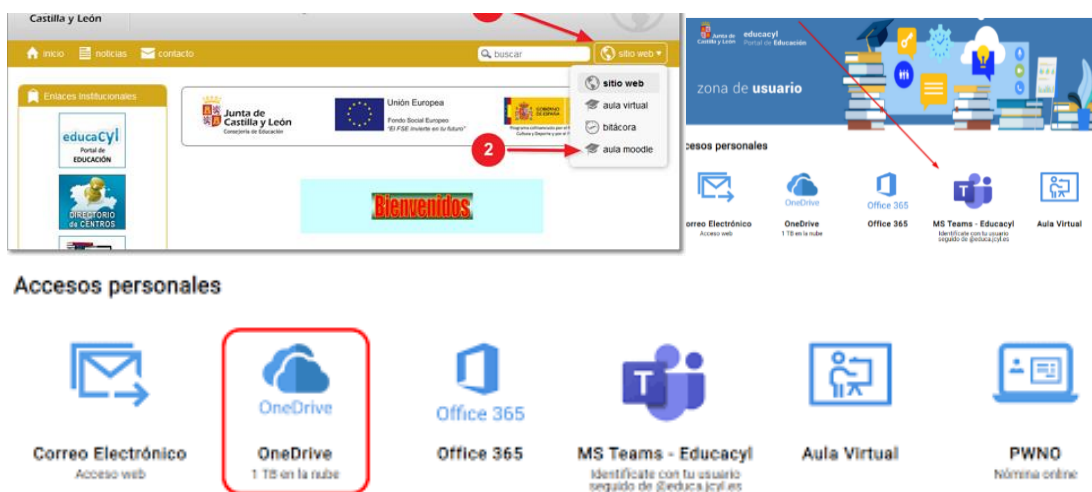 Castilla y León
inicio noticias contacto
buscar
sitio web
sitio web
aula virtual
bitácora
aula moodle
2
Enlaces Institucionales
educacyl
Portal de
EDUCACIÓN
DIRECTORIO
de CENTROS
Junta de
Castilla y León
Consejería de Educación
Unión Europea
Fondo Social Europeo
"El FSE invierte en tu futuro"
Bienvenidos
Junta de
Castilla y León
educacyl
Portal de Educación
zona de usuario
cesos personales
OneDrive
Office 365
orreo Electrónico
Acceso web
OneDrive
1 TB en la nube
Office 365
MS Teams - Educacyl
Identifícate con tu usuario
seguido de @educa.jcyl.es
Aula Virtual
Accesos personales
OneDrive
Office 365
Correo Electrónico
Acceso web
OneDrive
1 TB en la nube
Office 365
MS Teams - Educacyl
Identifícate con tu usuario
seguido de @educa.jcyl.es
Aula Virtual
PWNO
Nómina online